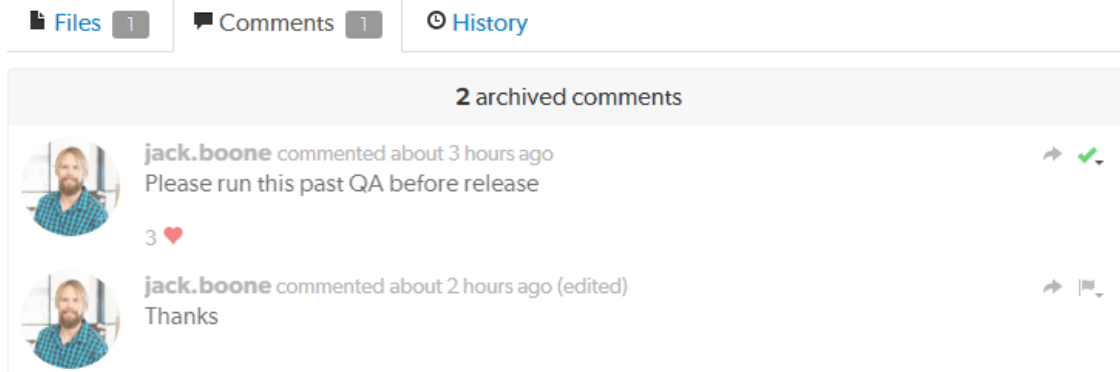 Files 1 Comments 1 History
2 archived comments
jack.boone commented about 3 hours ago
Please run this past QA before release
3
jack.boone commented about 2 hours ago (edited)
Thanks